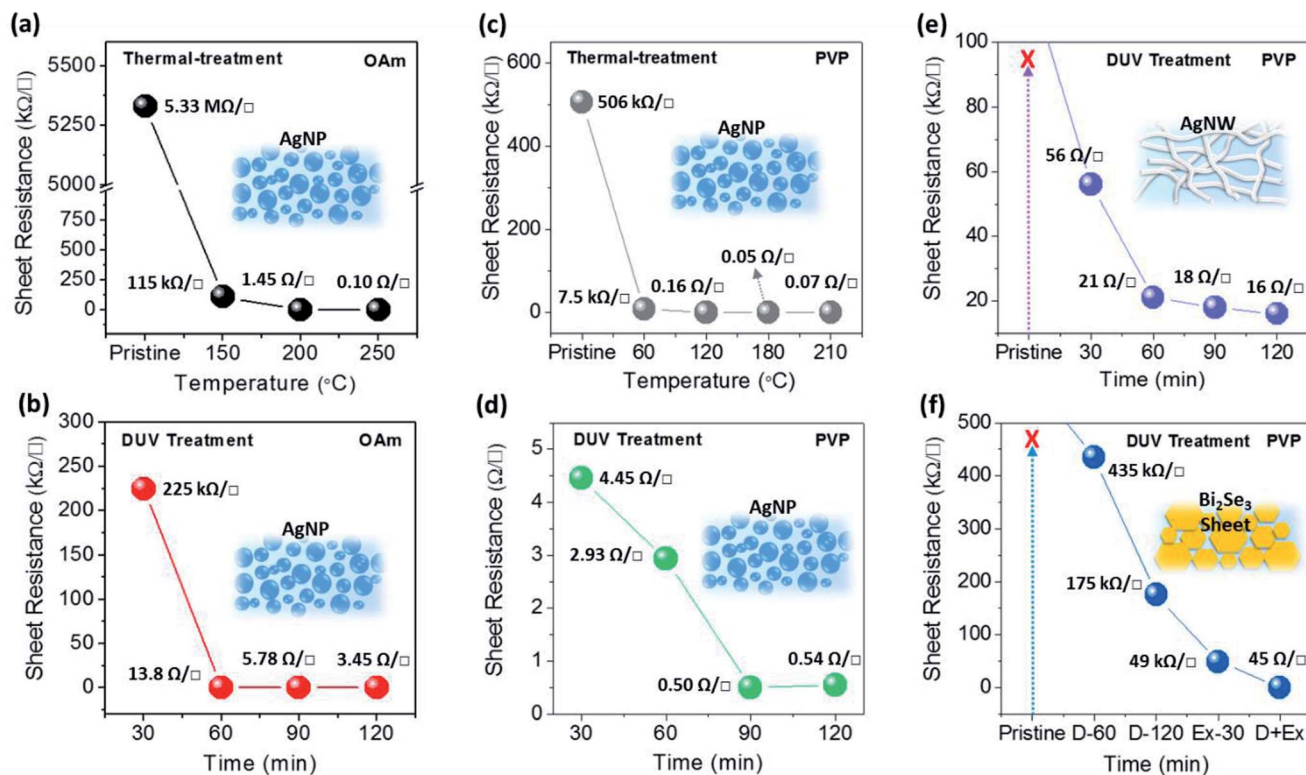 (a)
Thermal-treatment OAm
5500
5250
5000
750
500
250
0
Sheet Resistance (kΩ/□)
5.33 MΩ/□
AgNP
115 kΩ/□
1.45 Ω/□
0.10 Ω/□
Pristine 150 200 250
Temperature (°C)
(c)
Thermal-treatment PVP
600
400
200
0
Sheet Resistance (kΩ/□)
506 kΩ/□
AgNP
7.5 kΩ/□
0.16 Ω/□
0.05 Ω/□
0.07 Ω/□
Pristine 60 120 180 210
Temperature (°C)
(e)
DUV Treatment PVP
100
80
60
40
20
Sheet Resistance (kΩ/□)
X
AgNW
56 Ω/□
21 Ω/□
18 Ω/□
16 Ω/□
Pristine 30 60 90 120
Time (min)
(b)
DUV Treatment OAm
300
250
200
150
100
50
0
Sheet Resistance (kΩ/□)
225 kΩ/□
AgNP
13.8 Ω/□
5.78 Ω/□
3.45 Ω/□
30 60 90 120
Time (min)
(d)
DUV Treatment PVP
5
4
3
2
1
0
Sheet Resistance (Ω/□)
4.45 Ω/□
2.93 Ω/□
AgNP
0.50 Ω/□
0.54 Ω/□
30 60 90 120
Time (min)
(f)
DUV Treatment PVP
500
400
300
200
100
0
Sheet Resistance (kΩ/□)
X
435 kΩ/□
Bi₂Se₃
Sheet
175 kΩ/□
49 kΩ/□
45 Ω/□
Pristine D-60 D-120 Ex-30 D+Ex
Time (min)